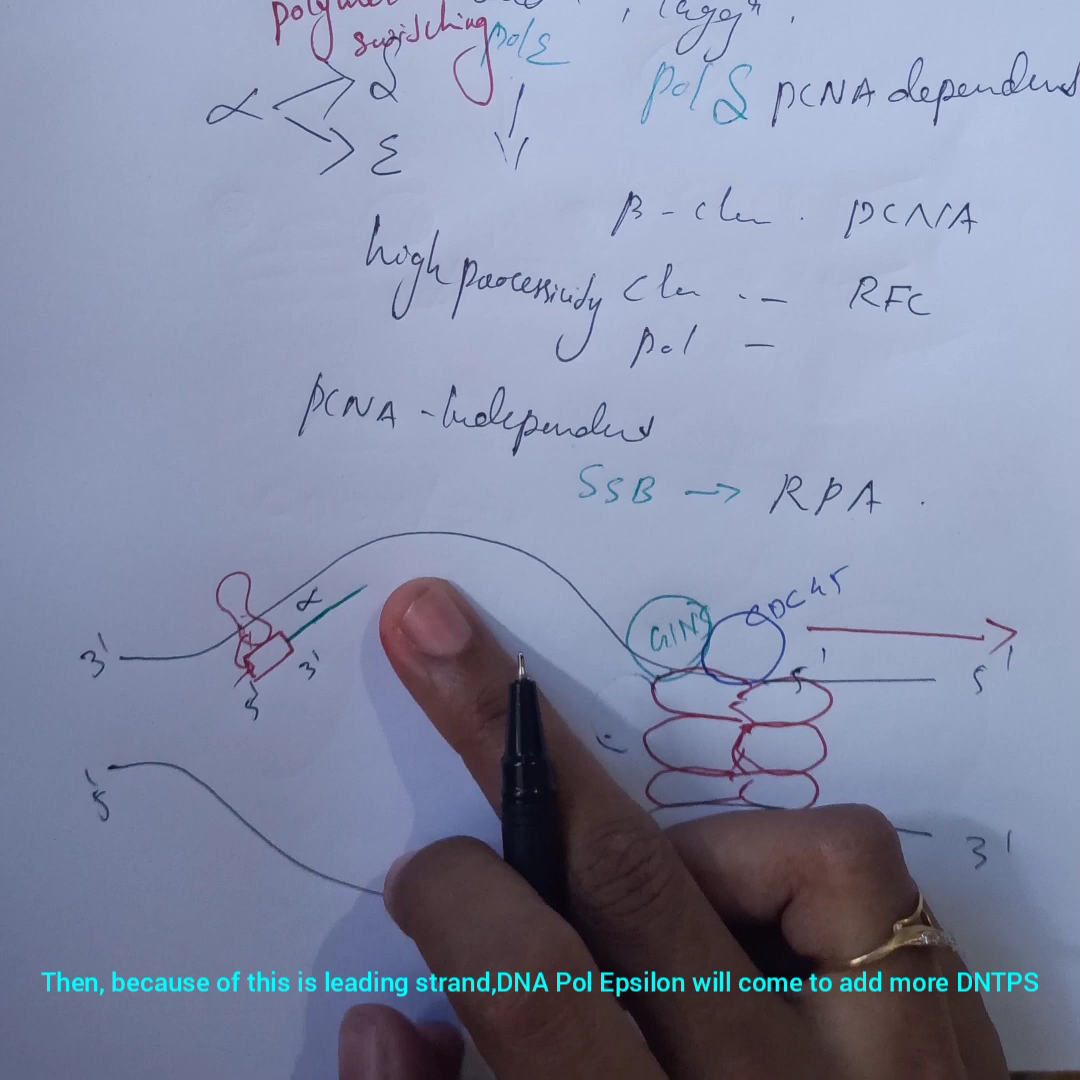 switching
pol ε
α
δ
ε
pol δ PCNA dependent
β-cla . PCNA
high processivity
Cla .- RFC
pol -
PCNA-Independent
SSB → RPA .
α
3'
3'
5
GINS
CDC45
5'
5'
5'
3'
Then, because of this is leading strand,DNA Pol Epsilon will come to add more DNTPS